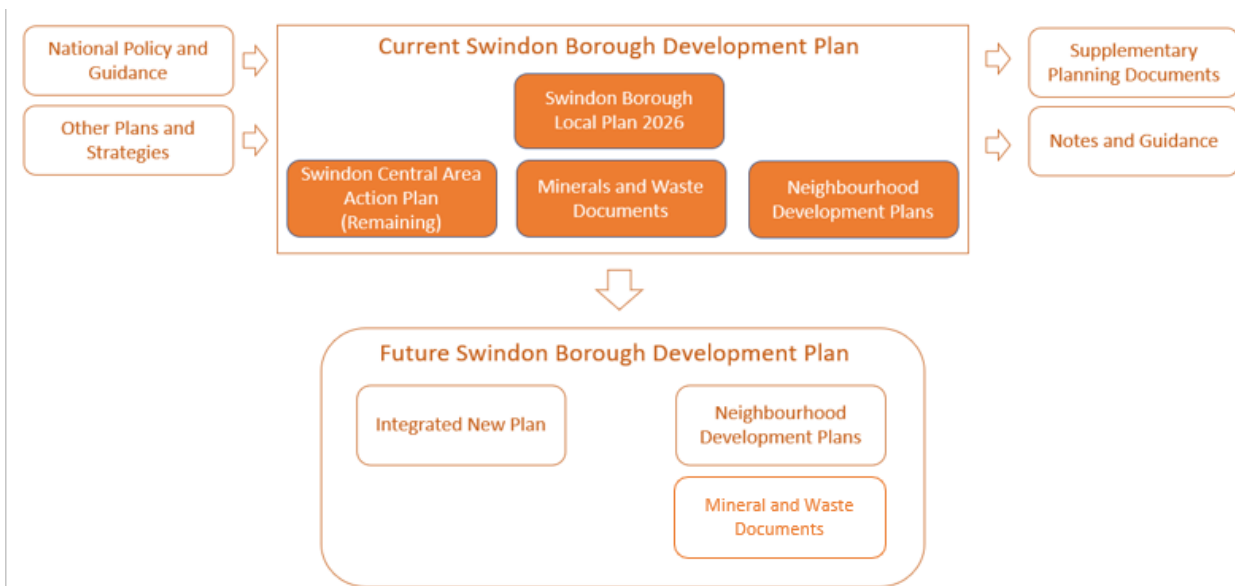 National Policy and
Guidance
Other Plans and
Strategies
Current Swindon Borough Development Plan
Swindon Borough
Local Plan 2026
Swindon Central Area
Action Plan
(Remaining)
Minerals and Waste
Documents
Neighbourhood
Development Plans
Supplementary
Planning Documents
Notes and Guidance
Future Swindon Borough Development Plan
Integrated New Plan
Neighbourhood
Development Plans
Mineral and Waste
Documents